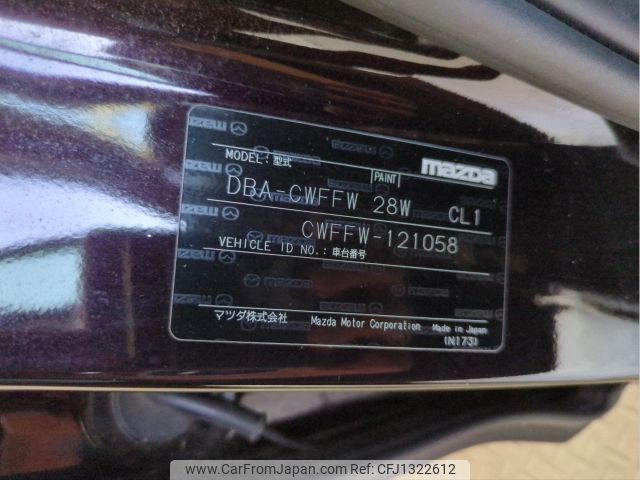 mazda
MODEL: 型式
PAINT
DBA-CWFFW 28W CL1
CWFFW-121058
VEHICLE ID NO.: 車台番号
マツダ株式会社 Mazda Motor Corporation Made in Japan
(N173)
www.CarFromJapan.com © CarFromJapan - CFJ1322612